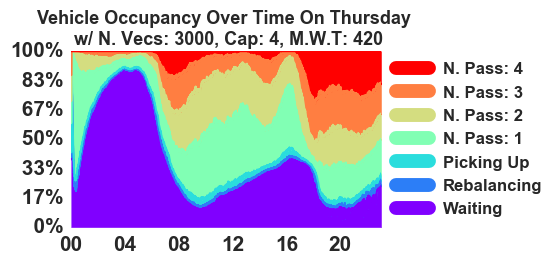 Vehicle Occupancy Over Time On Thursday
w/ N. Vecs: 3000, Cap: 4, M.W.T: 420
100%
83%
67%
50%
33%
17%
0%
00 04 08 12 16 20
N. Pass: 4
N. Pass: 3
N. Pass: 2
N. Pass: 1
Picking Up
Rebalancing
Waiting